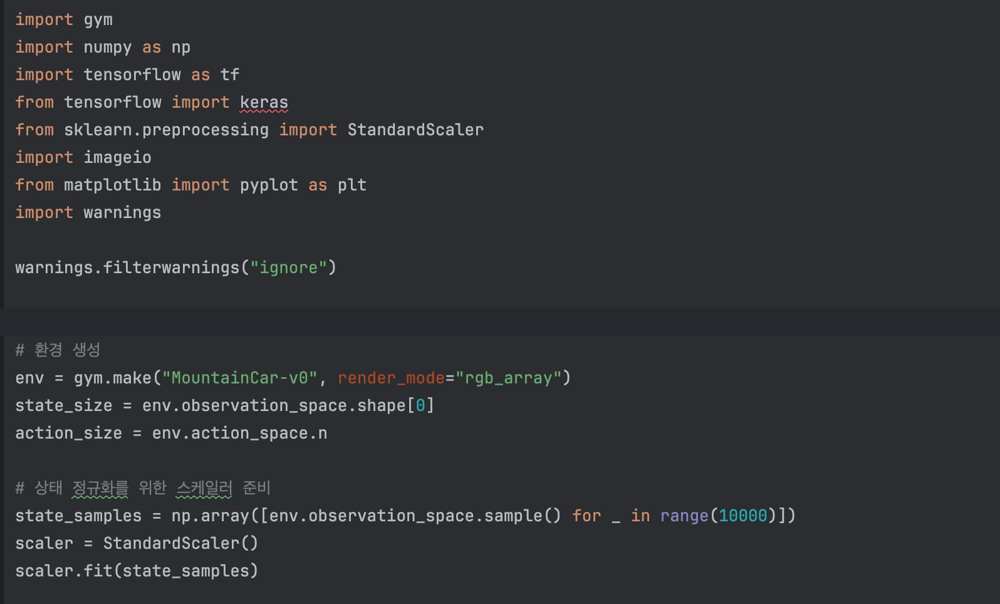 import gym
import numpy as np
import tensorflow as tf
from tensorflow import keras
from sklearn.preprocessing import StandardScaler
import imageio
from matplotlib import pyplot as plt
import warnings
warnings.filterwarnings("ignore")
# 환경 생성
env = gym.make("MountainCar-v0", render_mode="rgb_array")
state_size = env.observation_space.shape[0]
action_size = env.action_space.n
# 상태 정규화를 위한 스케일러 준비
state_samples = np.array([env.observation_space.sample() for _ in range(10000)])
scaler = StandardScaler()
scaler.fit(state_samples)